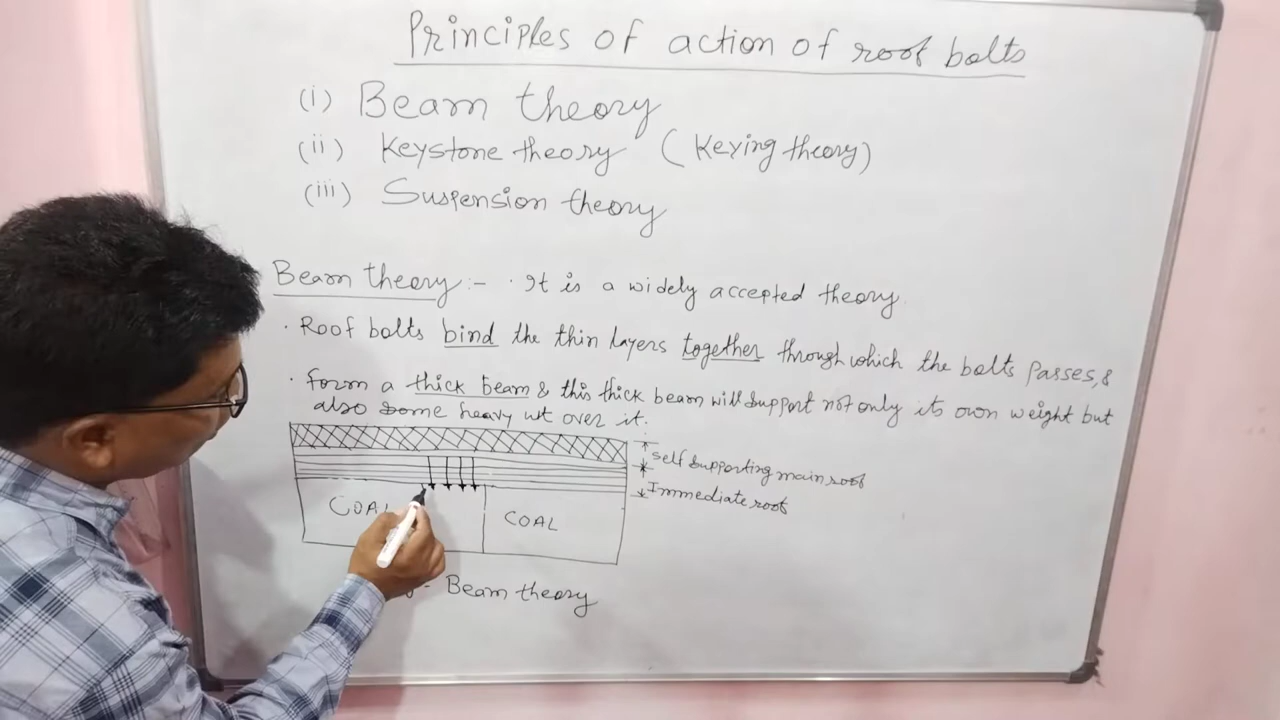 Principles of action of roof bolts
(i) Beam theory
(ii) Keystone theory (Keying theory)
(iii) Suspension theory
Beam theory :- · It is a widely accepted theory.
· Roof bolts bind the thin layers together through which the bolts passes, &
· form a thick beam & this thick beam will support not only its own weight but
also some heavy wt over it.
self supporting main roof
Immediate roof
COAL
COAL
Beam theory